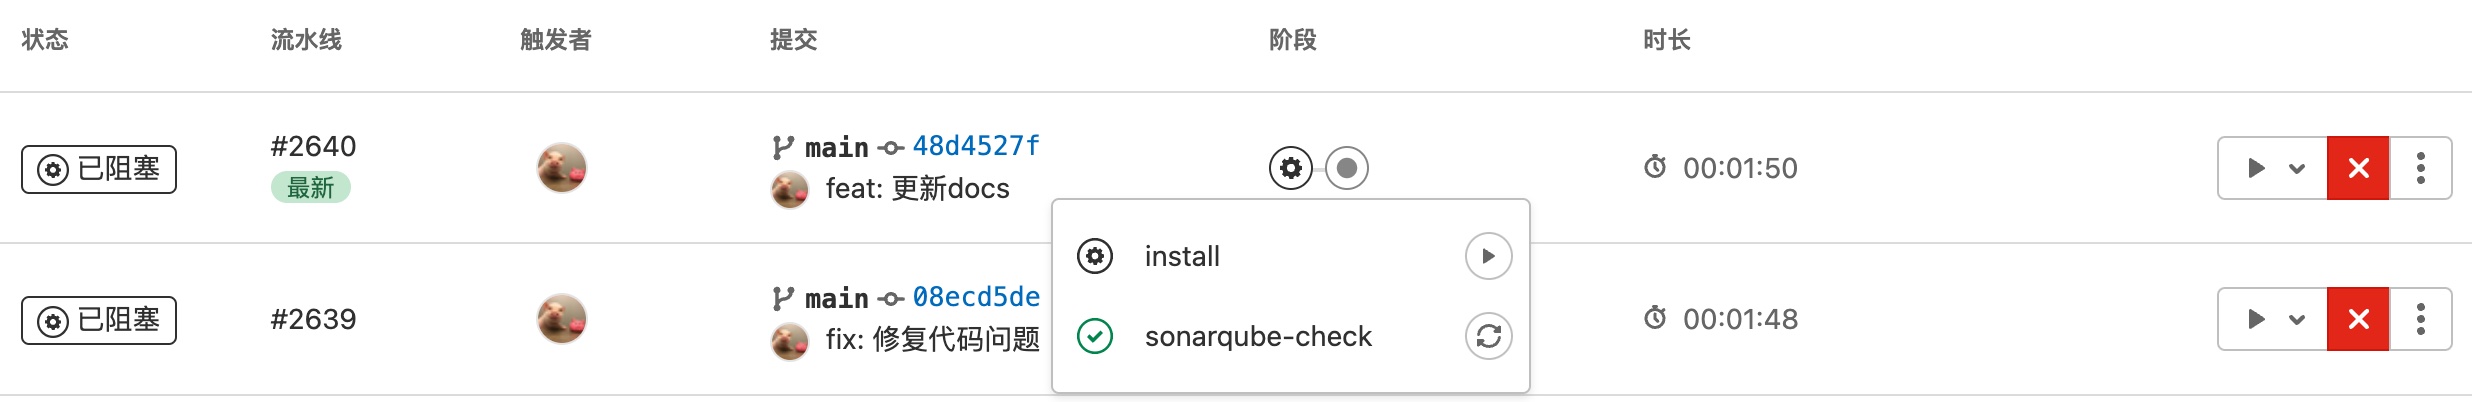 状态 流水线 触发者 提交 阶段 时长
已阻塞 #2640 main 48d4527f 00:01:50
最新 feat: 更新docs
install
sonarqube-check
已阻塞 #2639 main 08ecd5de 00:01:48
fix: 修复代码问题